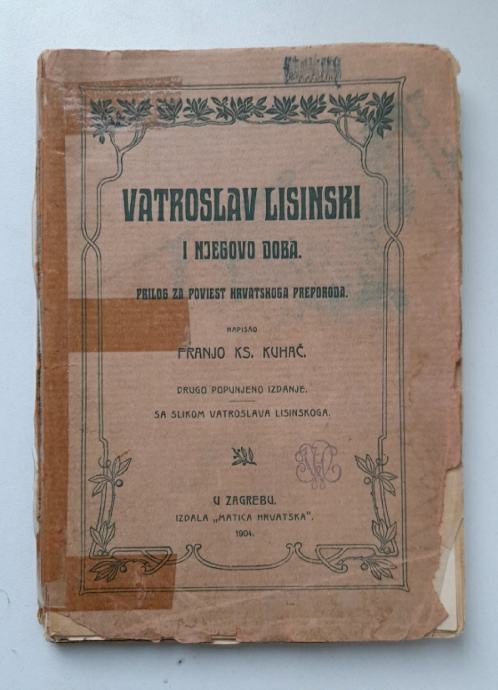 VATROSLAV LISINSKI
I NJEGOVO DOBA.
PRILOG ZA POVIEST HRVATSKOGA PREPORODA.
NAPISAO
FRANJO KS. KUHAČ.
DRUGO POPUNJENO IZDANJE.
SA SLIKOM VATROSLAVA LISINSKOGA.
U ZAGREBU.
IZDALA „MATICA HRVATSKA“.
1904.